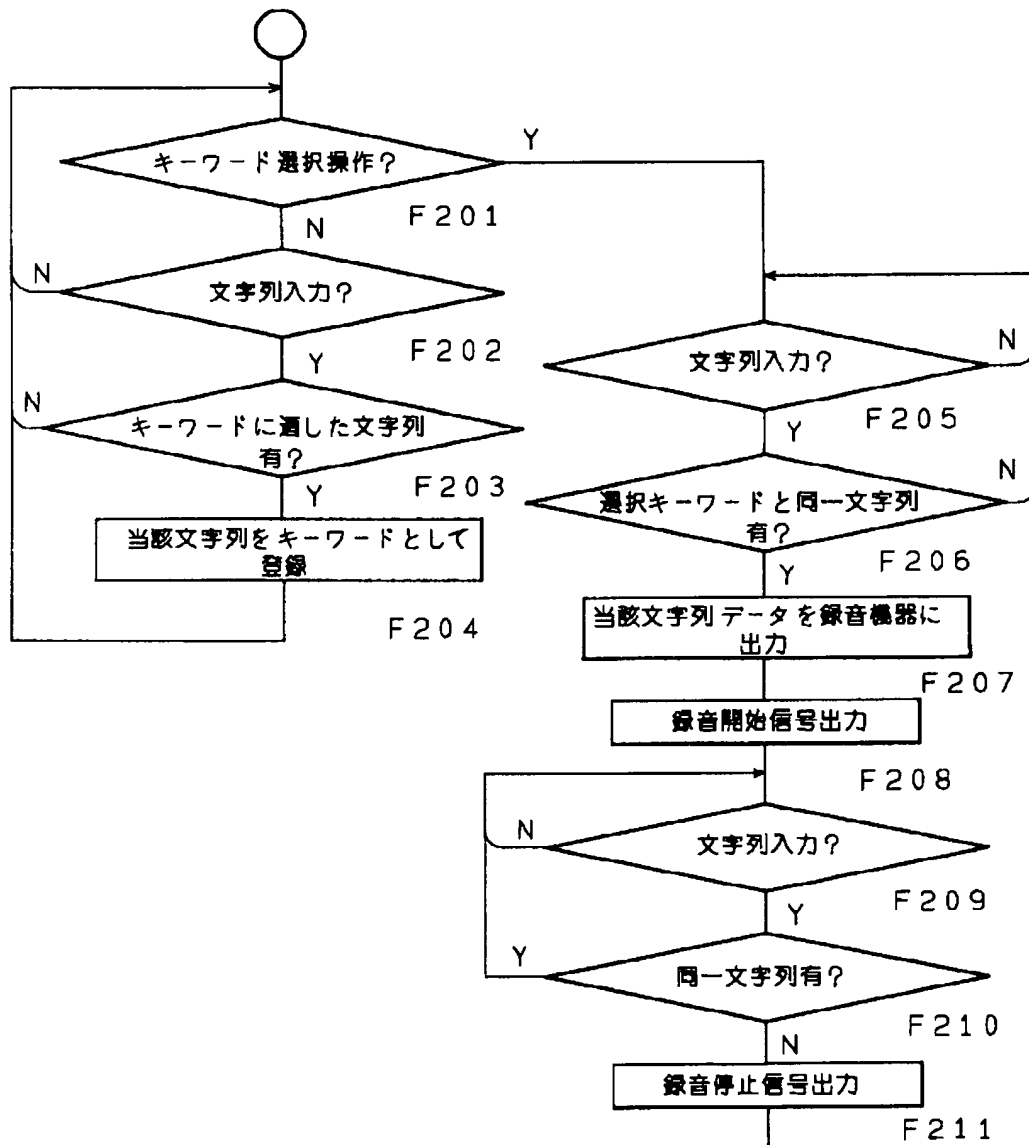 キーワード選択操作?
Y
F201
N
文字列入力?
N
F202
Y
キーワードに適した文字列
有?
N
F203
Y
当該文字列をキーワードとして
登録
F204
文字列入力?
N
F205
Y
選択キーワードと同一文字列
有?
N
F206
Y
当該文字列データを録音機器に
出力
F207
録音開始信号出力
F208
文字列入力?
N
F209
Y
同一文字列有?
Y
F210
N
録音停止信号出力
F211